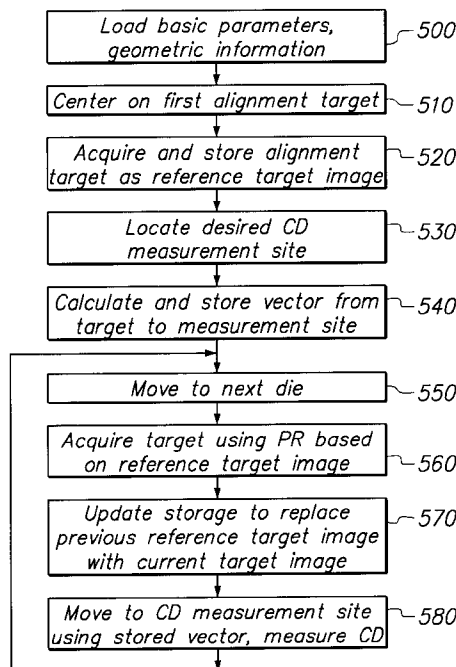 Load basic parameters,
geometric information
500
Center on first alignment target
510
Acquire and store alignment
target as reference target image
520
Locate desired CD
measurement site
530
Calculate and store vector from
target to measurement site
540
Move to next die
550
Acquire target using PR based
on reference target image
560
Update storage to replace
previous reference target image
with current target image
570
Move to CD measurement site
using stored vector, measure CD
580